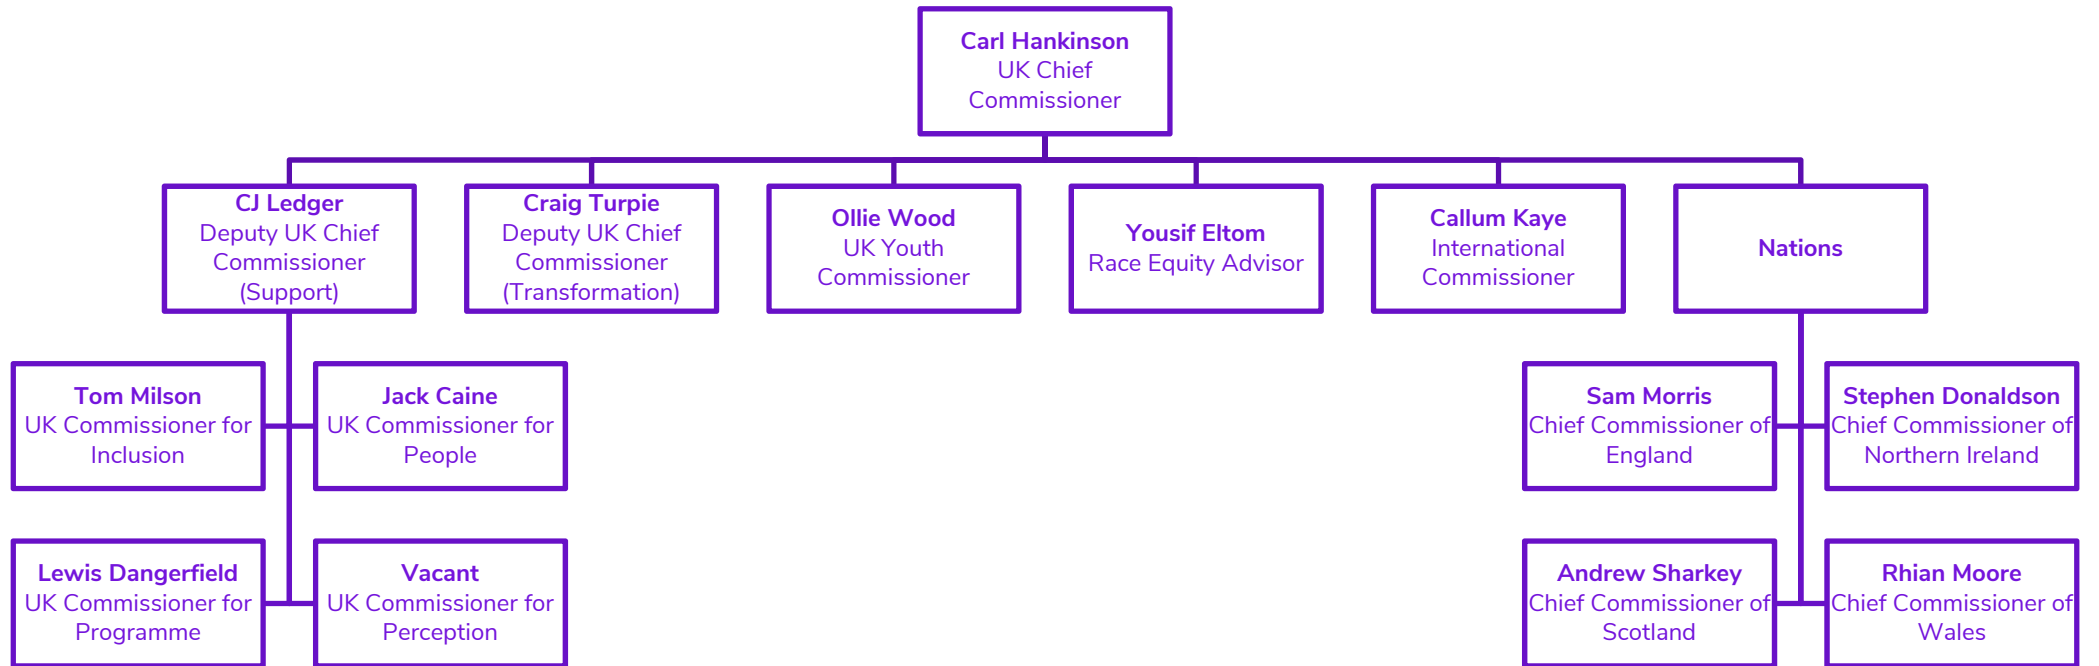 Carl Hankinson
UK Chief
Commissioner
CJ Ledger
Deputy UK Chief
Commissioner
(Support)
Craig Turpie
Deputy UK Chief
Commissioner
(Transformation)
Ollie Wood
UK Youth
Commissioner
Yousif Eltom
Race Equity Advisor
Callum Kaye
International
Commissioner
Nations
Tom Milson
UK Commissioner for
Inclusion
Jack Caine
UK Commissioner for
People
Sam Morris
Chief Commissioner of
England
Stephen Donaldson
Chief Commissioner of
Northern Ireland
Lewis Dangerfield
UK Commissioner for
Programme
Vacant
UK Commissioner for
Perception
Andrew Sharkey
Chief Commissioner of
Scotland
Rhian Moore
Chief Commissioner of
Wales